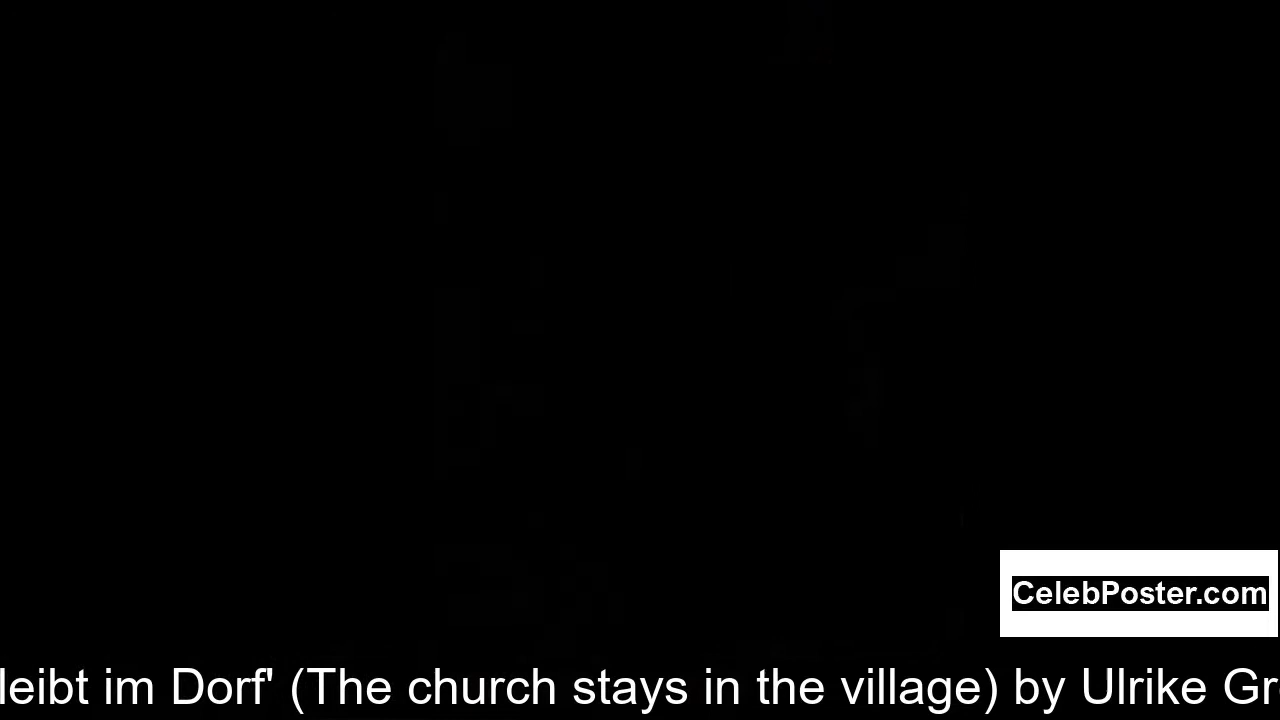 CelebPoster.com
leibt im Dorf' (The church stays in the village) by Ulrike Gr